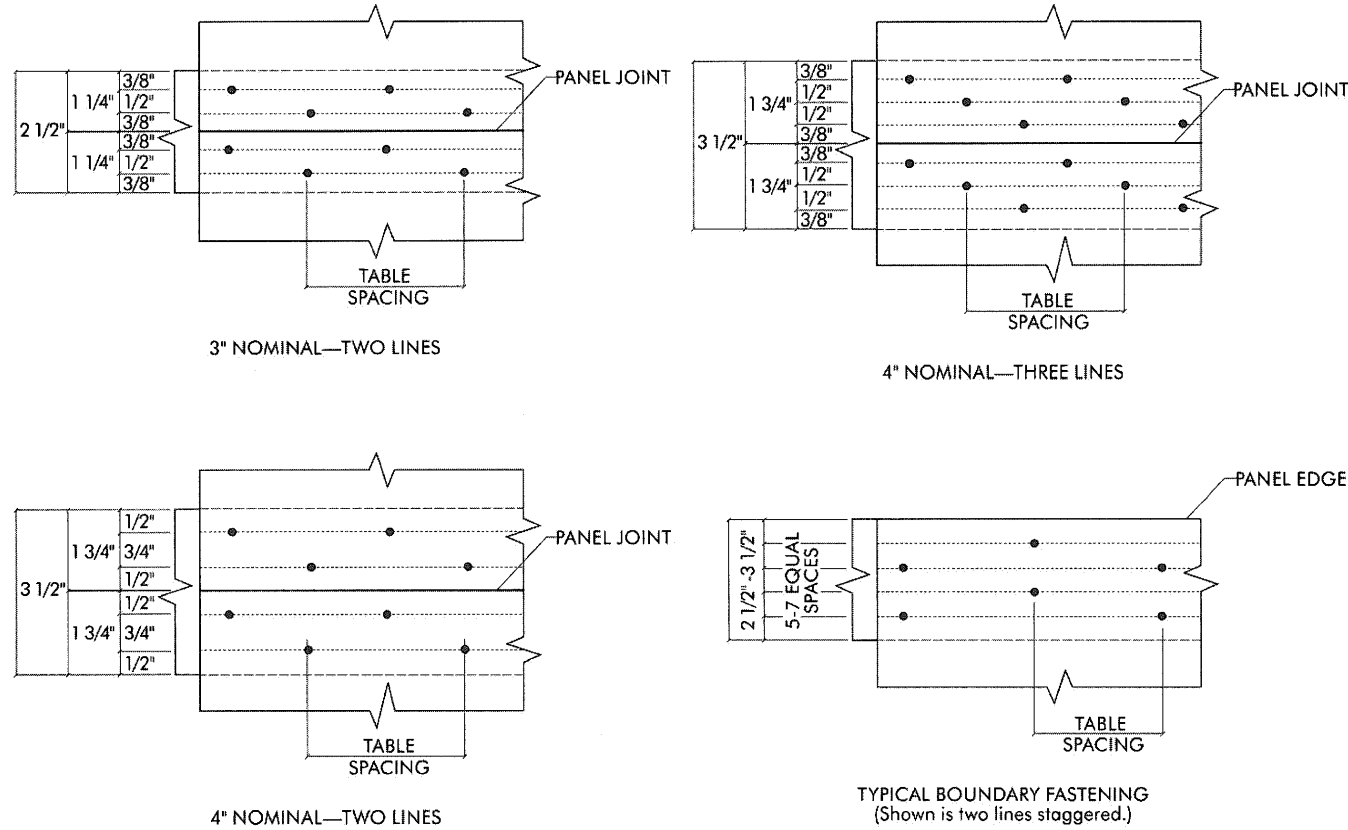 2 1/2"
1 1/4"
3/8"
1/2"
3/8"
1 1/4"
3/8"
1/2"
3/8"
PANEL JOINT
TABLE
SPACING
3" NOMINAL—TWO LINES
3 1/2"
1 3/4"
3/8"
1/2"
1/2"
3/8"
1 3/4"
3/8"
1/2"
1/2"
3/8"
PANEL JOINT
TABLE
SPACING
4" NOMINAL—THREE LINES
3 1/2"
1 3/4"
1/2"
3/4"
1/2"
1 3/4"
1/2"
3/4"
1/2"
PANEL JOINT
TABLE
SPACING
4" NOMINAL—TWO LINES
PANEL EDGE
2 1/2" -3 1/2"
5-7 EQUAL
SPACES
TABLE
SPACING
TYPICAL BOUNDARY FASTENING
(Shown is two lines staggered.)